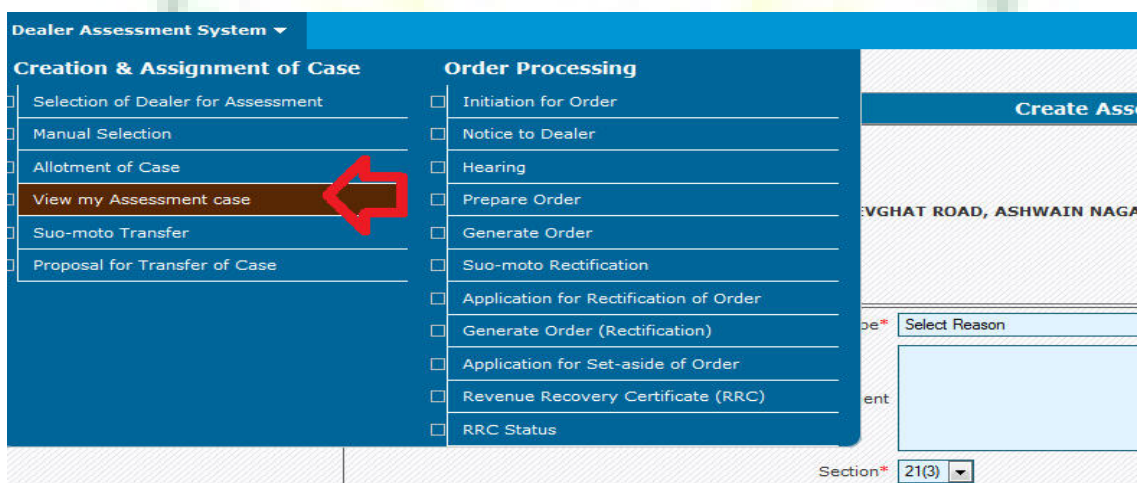 Dealer Assessment System
Creation & Assignment of Case
Selection of Dealer for Assessment
Manual Selection
Allotment of Case
View my Assessment case
Suo-moto Transfer
Proposal for Transfer of Case
Order Processing
Initiation for Order
Notice to Dealer
Hearing
Prepare Order
Generate Order
Suo-moto Rectification
Application for Rectification of Order
Generate Order (Rectification)
Application for Set-aside of Order
Revenue Recovery Certificate (RRC)
RRC Status
Create Asse
EVGHAT ROAD, ASHWAIN NAGA
pe* Select Reason
ent
Section* 21(3)